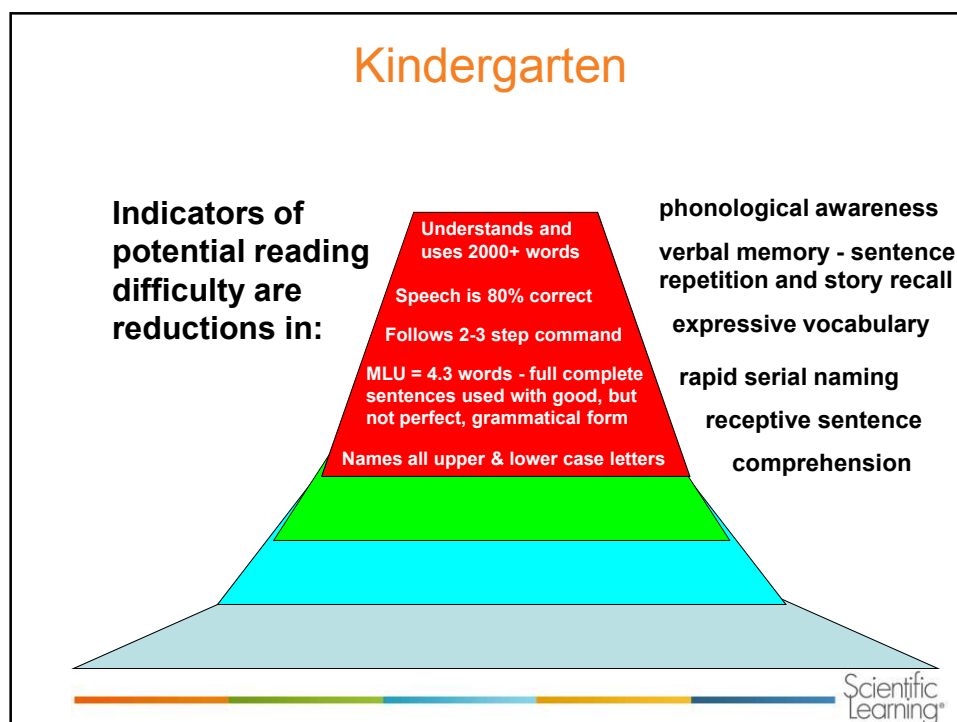 Kindergarten
Indicators of
potential reading
difficulty are
reductions in:
Understands and
uses 2000+ words
Speech is 80% correct
Follows 2-3 step command
MLU = 4.3 words - full complete
sentences used with good, but
not perfect, grammatical form
Names all upper & lower case letters
phonological awareness
verbal memory - sentence
repetition and story recall
expressive vocabulary
rapid serial naming
receptive sentence
comprehension
Scientific
Learning®